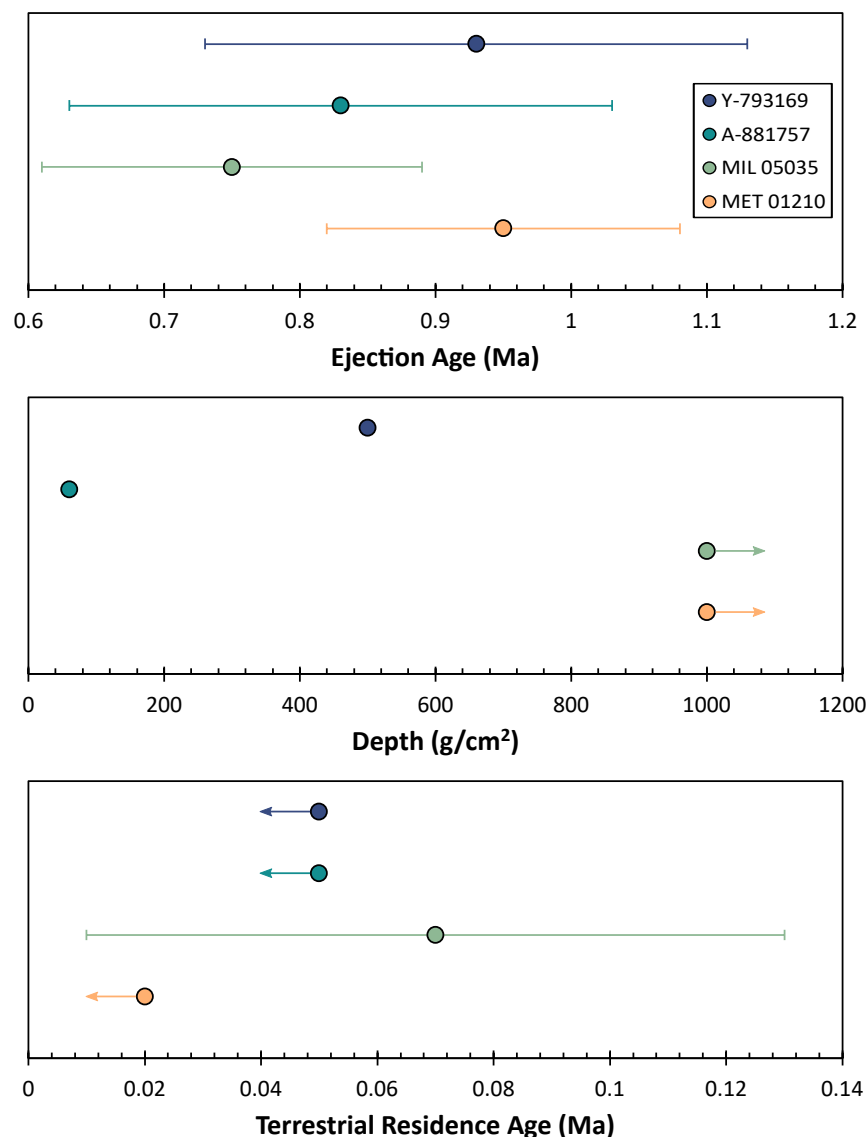 Y-793169
A-881757
MIL 05035
MET 01210
0.6 0.7 0.8 0.9 1 1.1 1.2
Ejection Age (Ma)
0 200 400 600 800 1000 1200
Depth (g/cm²)
0 0.02 0.04 0.06 0.08 0.1 0.12 0.14
Terrestrial Residence Age (Ma)